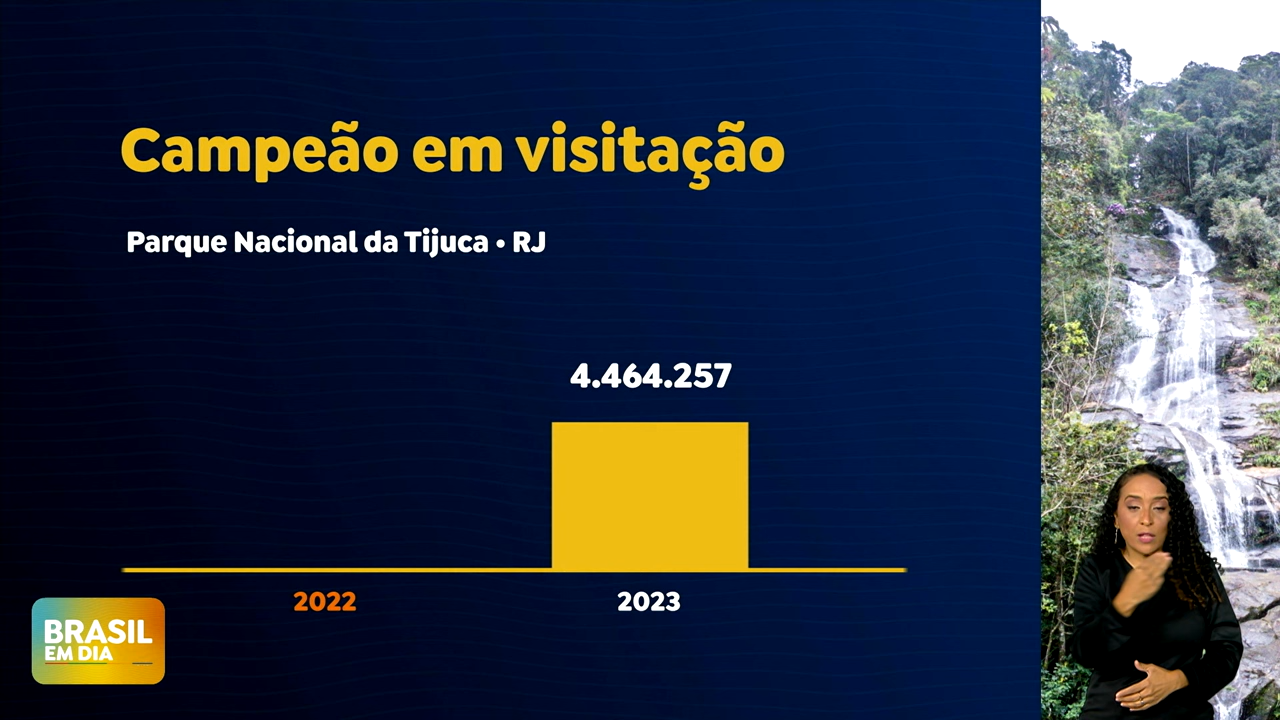 Campeão em visitação
Parque Nacional da Tijuca • RJ
4.464.257
2022
2023
BRASIL
EM DIA